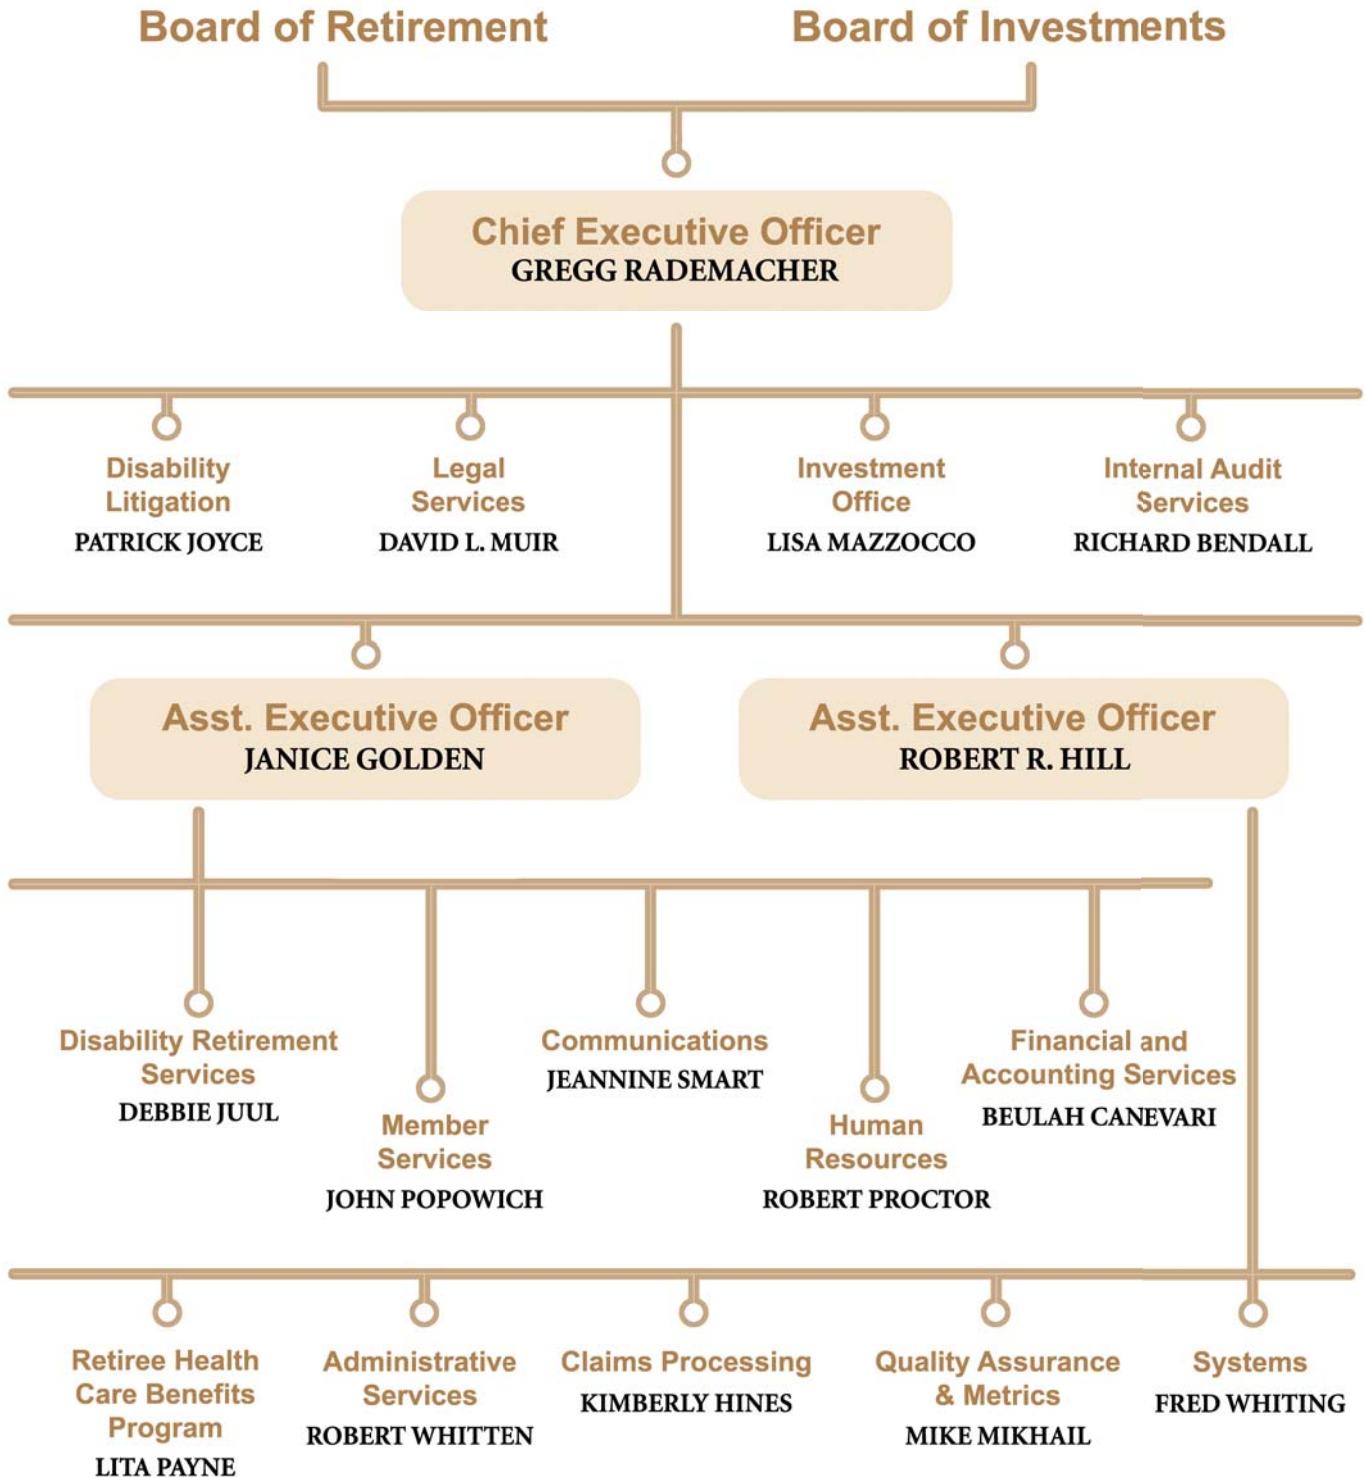 Board of Retirement
Board of Investments
Chief Executive Officer
GREGG RADEMACHER
Disability
Litigation
PATRICK JOYCE
Legal
Services
DAVID L. MUIR
Investment
Office
LISA MAZZOCCO
Internal Audit
Services
RICHARD BENDALL
Asst. Executive Officer
JANICE GOLDEN
Asst. Executive Officer
ROBERT R. HILL
Disability Retirement
Services
DEBBIE JUUL
Member
Services
JOHN POPOWICH
Communications
JEANNINE SMART
Human
Resources
ROBERT PROCTOR
Financial and
Accounting Services
BEULAH CANEVARI
Retiree Health
Care Benefits
Program
LITA PAYNE
Administrative
Services
ROBERT WHITTEN
Claims Processing
KIMBERLY HINES
Quality Assurance
& Metrics
MIKE MIKHAIL
Systems
FRED WHITING